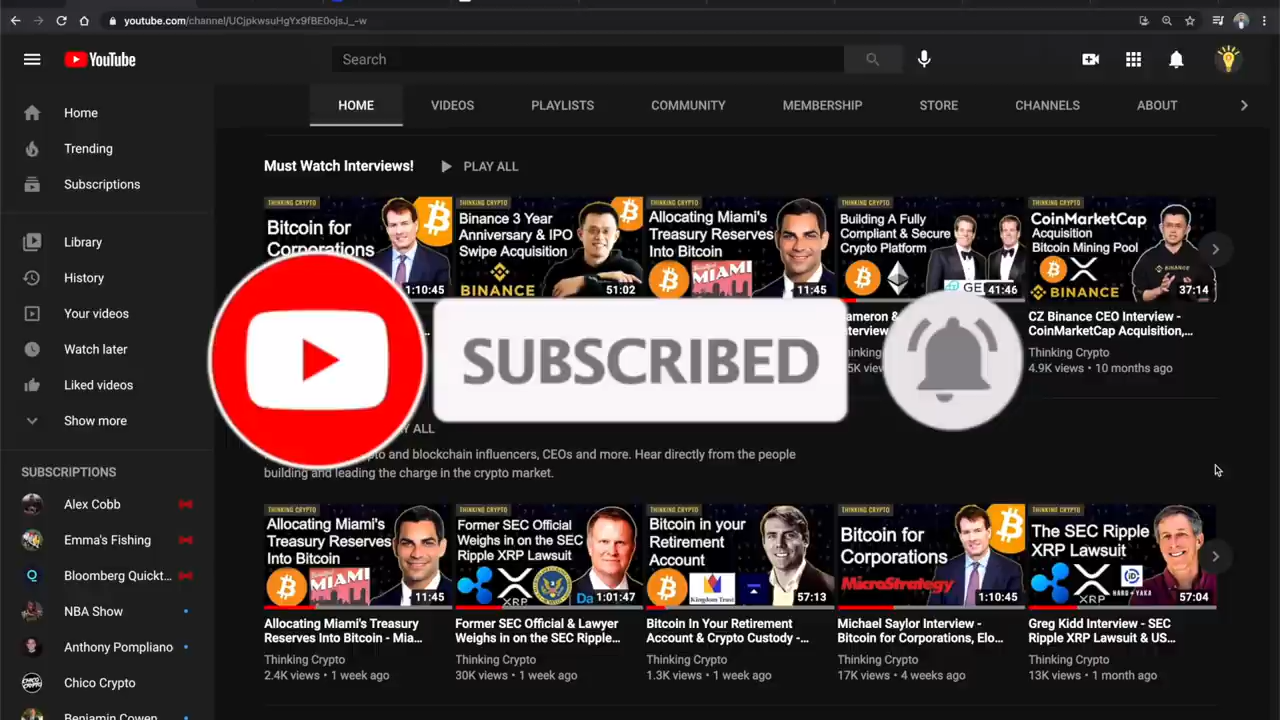 youtube.com/channel/UCjpkwsuHgYx9fBE0ojsJ_-w
YouTube
Search
HOME
VIDEOS
PLAYLISTS
COMMUNITY
MEMBERSHIP
STORE
CHANNELS
ABOUT
Home
Trending
Subscriptions
Library
History
Your videos
Watch later
Liked videos
Show more
SUBSCRIPTIONS
Alex Cobb
Emma's Fishing
Bloomberg Quickt...
NBA Show
Anthony Pompliano
Chico Crypto
Benjamin Cowen
Must Watch Interviews!
PLAY ALL
THINKING CRYPTO
Bitcoin for
Corporations
1:10:45
THINKING CRYPTO
Binance 3 Year
Anniversary & IPO
Swipe Acquisition
BINANCE
51:02
THINKING CRYPTO
Allocating Miami's
Treasury Reserves
Into Bitcoin
MIAMI
11:45
THINKING CRYPTO
Building A Fully
Compliant & Secure
Crypto Platform
GE
41:46
THINKING CRYPTO
CoinMarketCap
Acquisition
Bitcoin Mining Pool
BINANCE
37:14
CZ Binance CEO Interview -
CoinMarketCap Acquisition,...
Thinking Crypto
4.9K views • 10 months ago
SUBSCRIBED
ALL
and blockchain influencers, CEOs and more. Hear directly from the people
building and leading the charge in the crypto market.
THINKING CRYPTO
Allocating Miami's
Treasury Reserves
Into Bitcoin
MIAMI
11:45
Allocating Miami's Treasury
Reserves Into Bitcoin - Mia...
Thinking Crypto
2.4K views • 1 week ago
THINKING CRYPTO
Former SEC Official
Weighs in on the SEC
Ripple XRP Lawsuit
XRP
Da
1:01:47
Former SEC Official & Lawyer
Weighs in on the SEC Ripple...
Thinking Crypto
30K views • 1 week ago
THINKING CRYPTO
Bitcoin in your
Retirement
Account
Kingdom Trust
57:13
Bitcoin In Your Retirement
Account & Crypto Custody -...
Thinking Crypto
1.3K views • 1 week ago
THINKING CRYPTO
Bitcoin for
Corporations
MicroStrategy
1:10:45
Michael Saylor Interview -
Bitcoin for Corporations, Elo...
Thinking Crypto
17K views • 4 weeks ago
THINKING CRYPTO
The SEC Ripple
XRP Lawsuit
XRP
HARD + YAKA
57:04
Greg Kidd Interview - SEC
Ripple XRP Lawsuit & US...
Thinking Crypto
13K views • 1 month ago